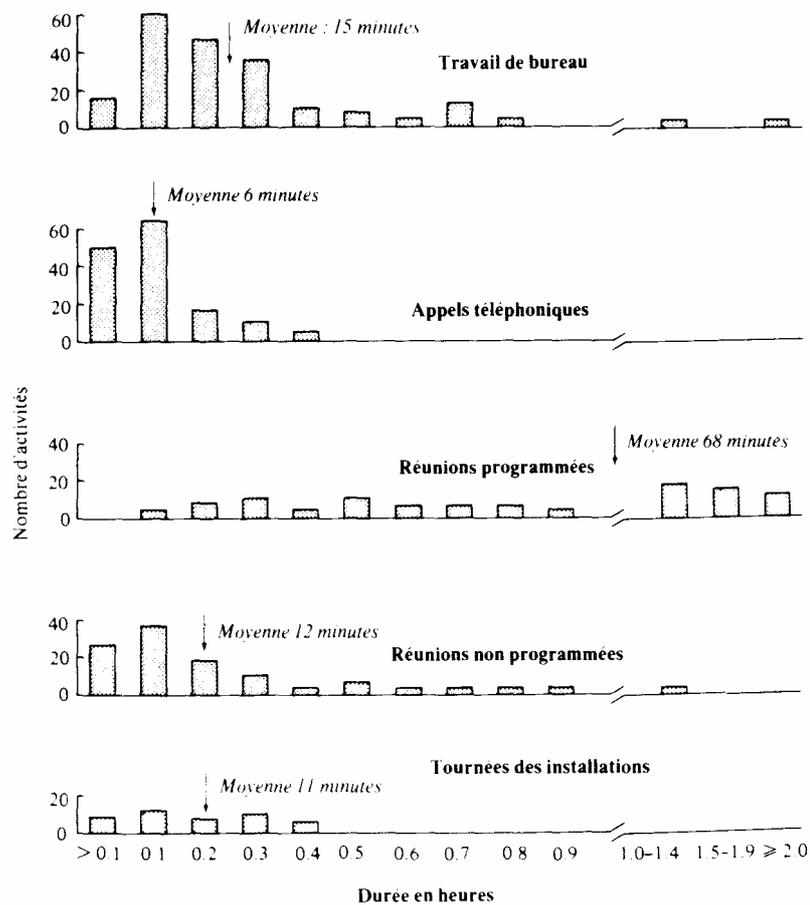 60
Moyenne : 15 minutes
40
Travail de bureau
20
0
Moyenne 6 minutes
60
40
Appels téléphoniques
20
0
Nombre d'activités
40
Moyenne 68 minutes
Réunions programmées
20
0
40
Moyenne 12 minutes
Réunions non programmées
20
0
Tournées des installations
Moyenne 11 minutes
20
0
> 0.1 0 1 0.2 0.3 0.4 0.5 0.6 0.7 0 8 0.9 1.0–1.4 1.5–1.9 ⩾ 2.0
Durée en heures